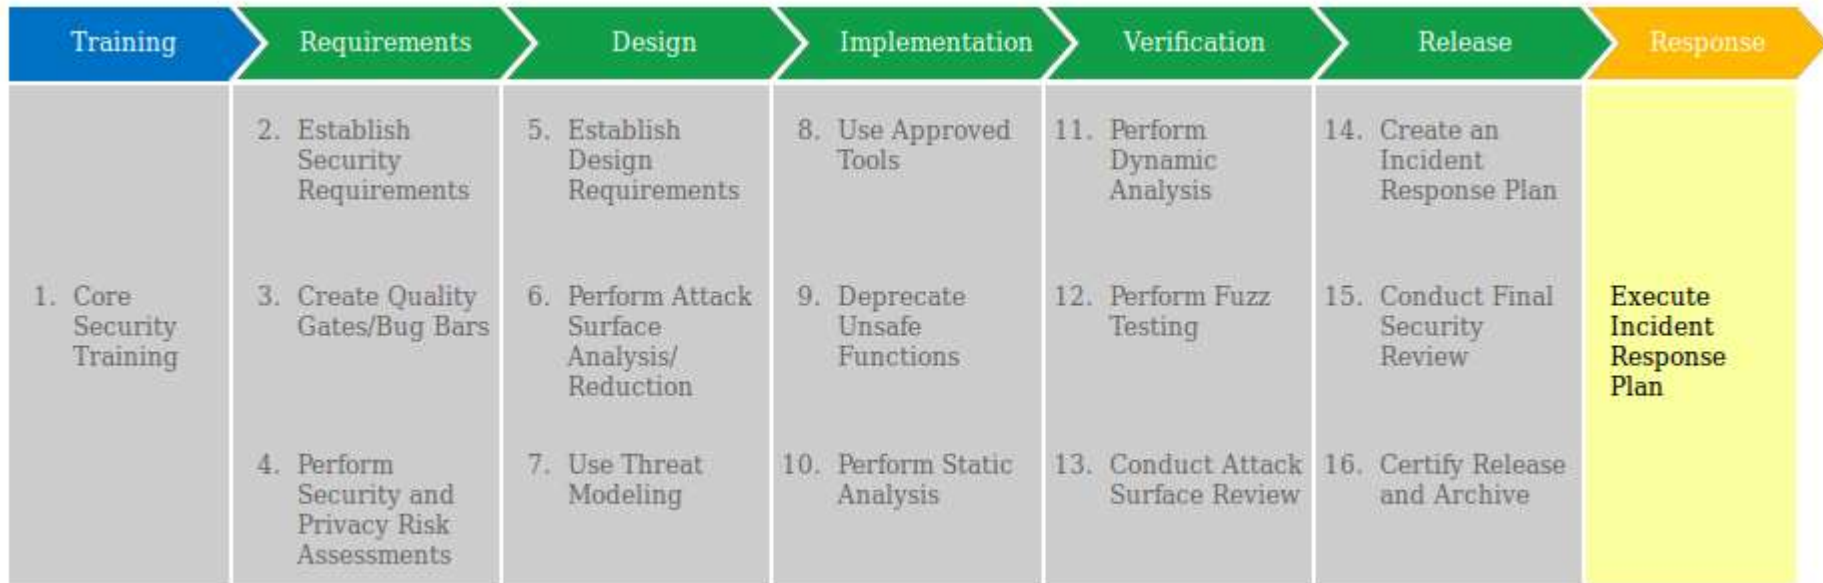 Training
Requirements
Design
Implementation
Verification
Release
Response
1. Core
Security
Training
2. Establish
Security
Requirements
3. Create Quality
Gates/Bug Bars
4. Perform
Security and
Privacy Risk
Assessments
5. Establish
Design
Requirements
6. Perform Attack
Surface
Analysis/
Reduction
7. Use Threat
Modeling
8. Use Approved
Tools
9. Deprecate
Unsafe
Functions
10. Perform Static
Analysis
11. Perform
Dynamic
Analysis
12. Perform Fuzz
Testing
13. Conduct Attack
Surface Review
14. Create an
Incident
Response Plan
15. Conduct Final
Security
Review
16. Certify Release
and Archive
Execute
Incident
Response
Plan